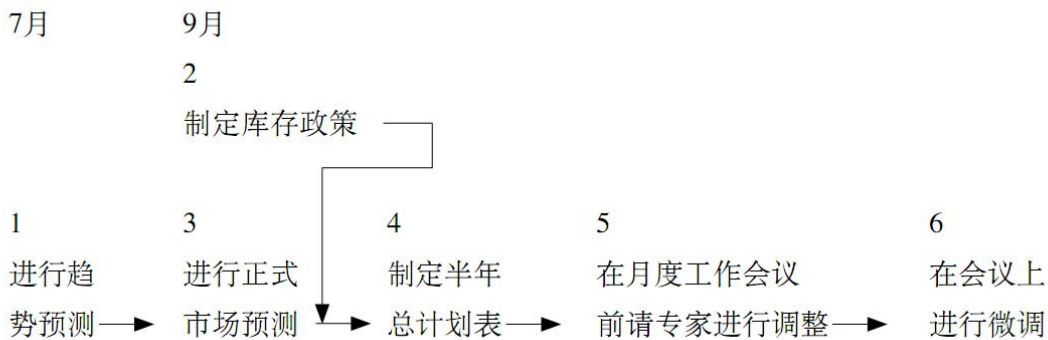 7月 9月
2
制定库存政策
1 3 4 5 6
进行趋 进行正式 制定半年 在月度工作会议 在会议上
势预测 市场预测 总计划表 前请专家进行调整 进行微调